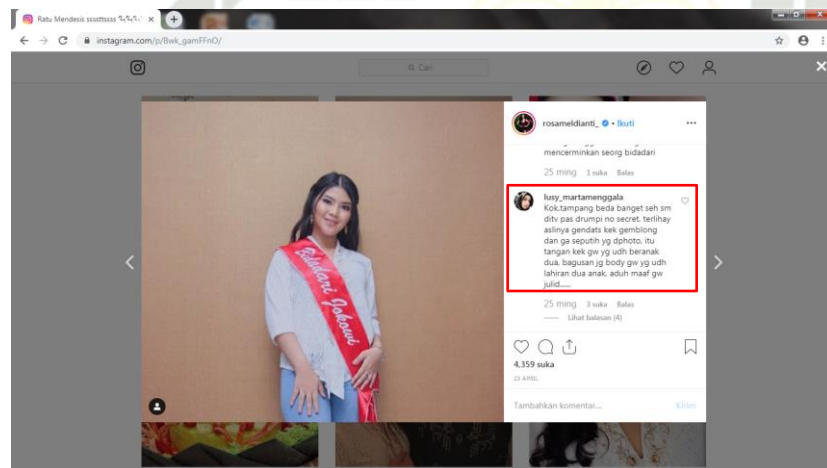 Ratu Mendesis ssssttssss
instagram.com/p/Bwk_gamFFnO/
Cari
rosameldianti_ • Ikuti
mencerminkan seorg bidadari
25 ming 1 suka Balas
lusy_martamenggala
Kok.tampang beda banget seh sm
ditv pas drumpi no secret. terlihay
aslinya gendats kek gemblong
dan ga seputih yg dphoto, itu
tangan kek gw yg udh beranak
dua, bagusan jg body gw yg udh
lahiran dua anak, aduh maaf gw
julid.....
25 ming 3 suka Balas
Lihat balasan (4)
4,359 suka
23 APRIL
Tambahkan komentar...
Kirim
Bidadari Jokowi